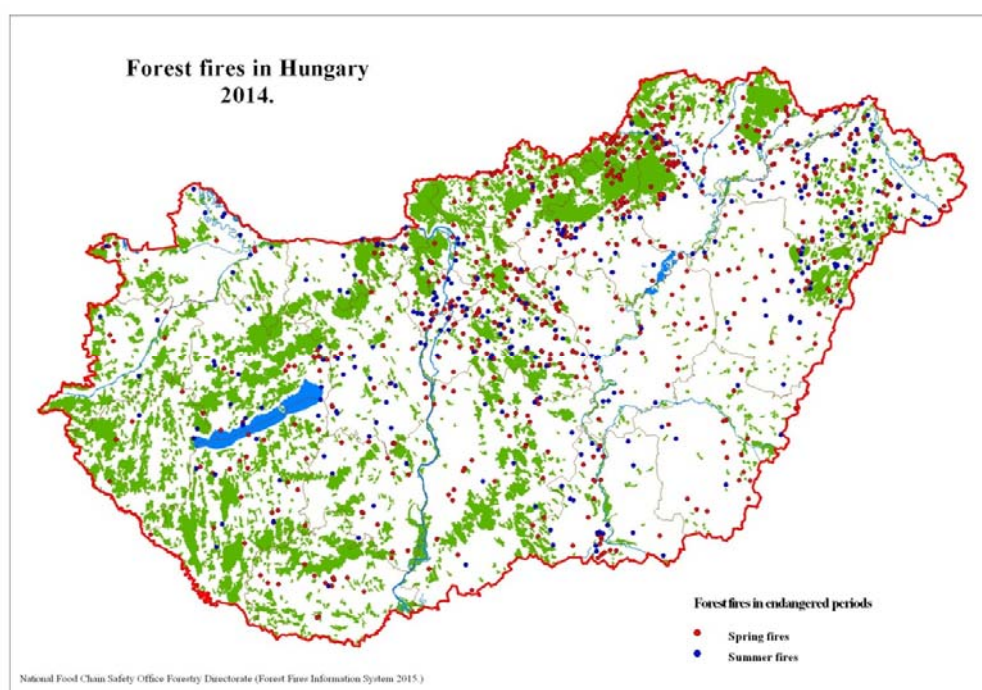 Forest fires in Hungary
2014.
Forest fires in endangered periods
Spring fires
Summer fires
National Food Chain Safety Office Forestry Directorate (Forest Fires Information System 2015.)